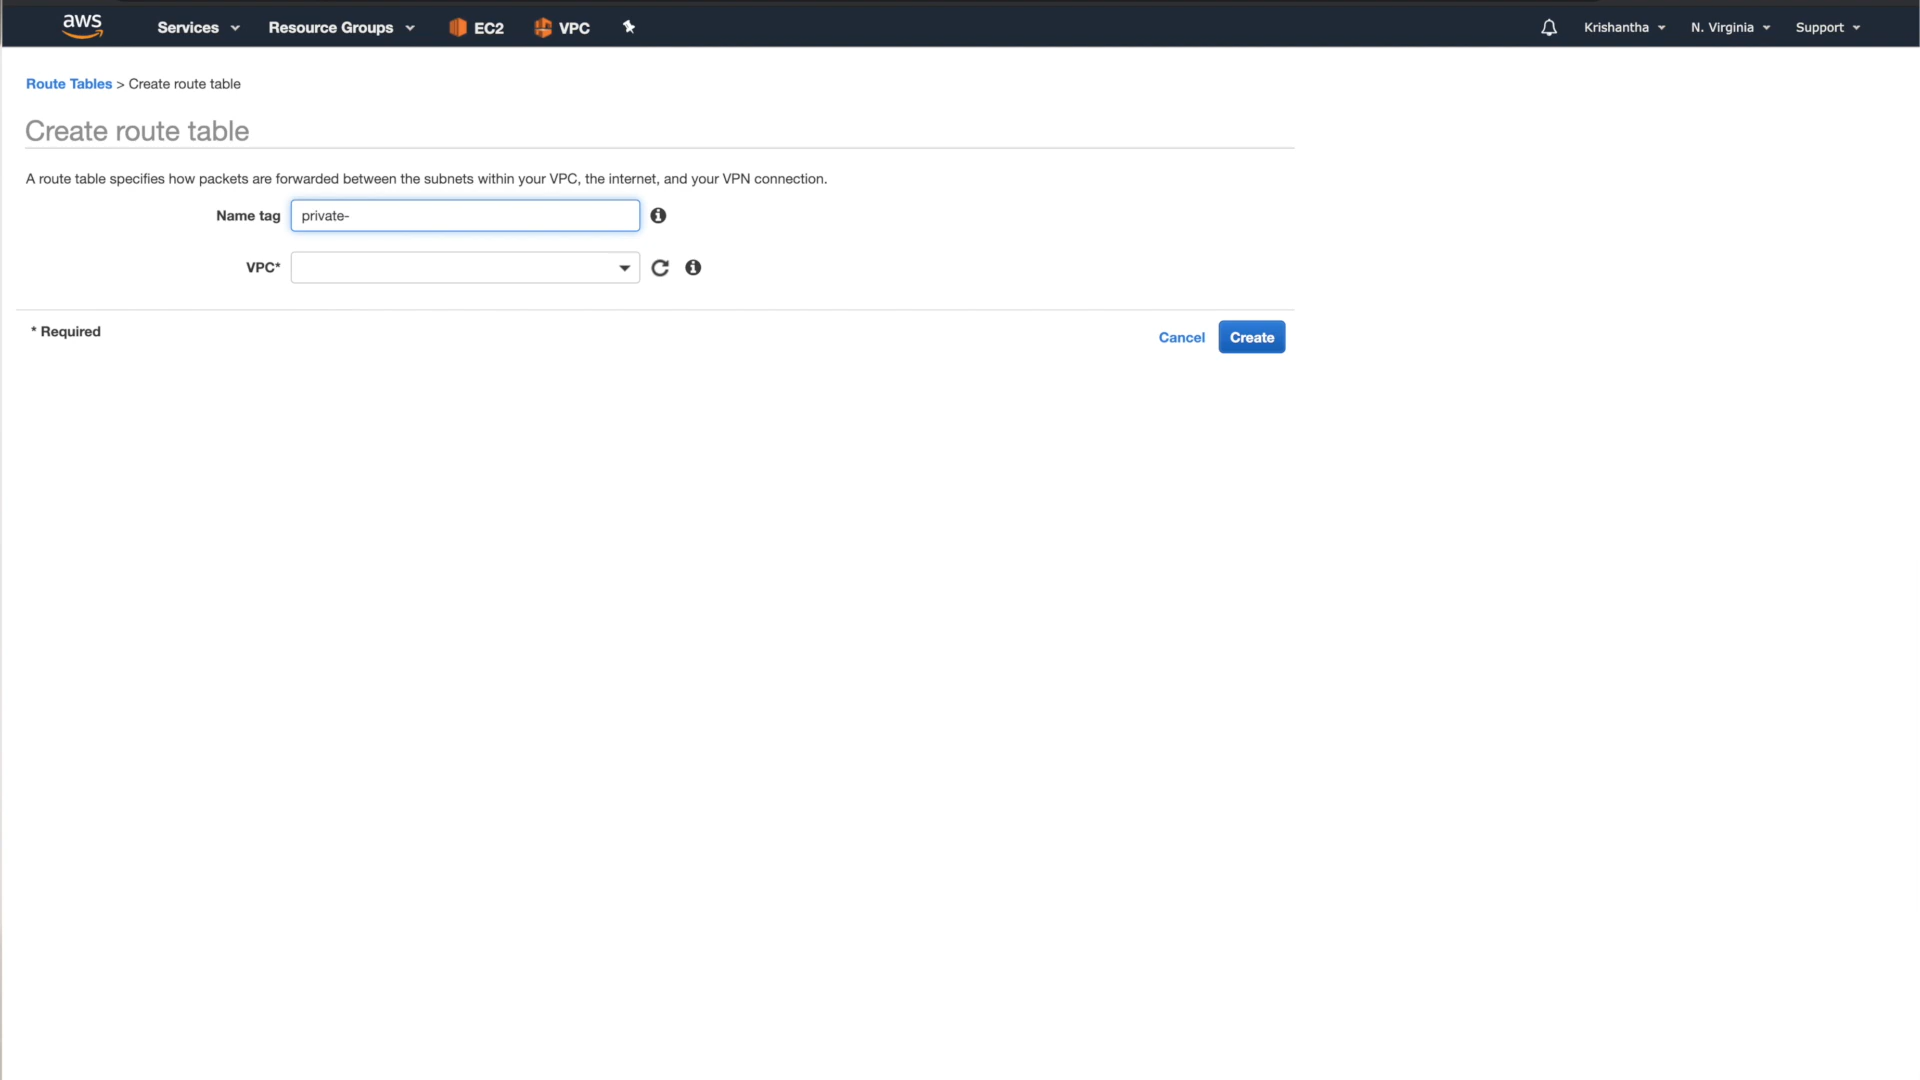 aws Services Resource Groups EC2 VPC Krishantha N. Virginia Support
Route Tables > Create route table
Create route table
A route table specifies how packets are forwarded between the subnets within your VPC, the internet, and your VPN connection.
Name tag private-
VPC*
* Required
Cancel Create